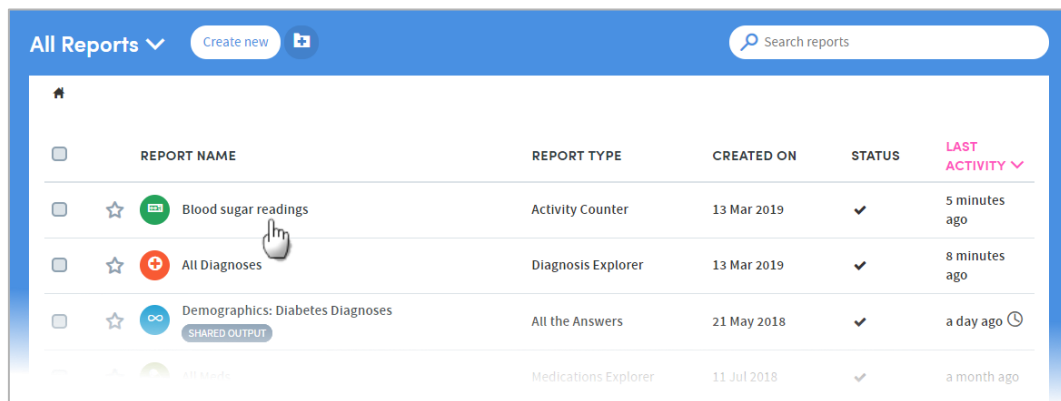 All Reports
Create new
Search reports
REPORT NAME
REPORT TYPE
CREATED ON
STATUS
LAST
ACTIVITY
Blood sugar readings
Activity Counter
13 Mar 2019
5 minutes
ago
All Diagnoses
Diagnosis Explorer
13 Mar 2019
8 minutes
ago
Demographics: Diabetes Diagnoses
SHARED OUTPUT
All the Answers
21 May 2018
a day ago
All Meds
Medications Explorer
11 Jul 2018
a month ago